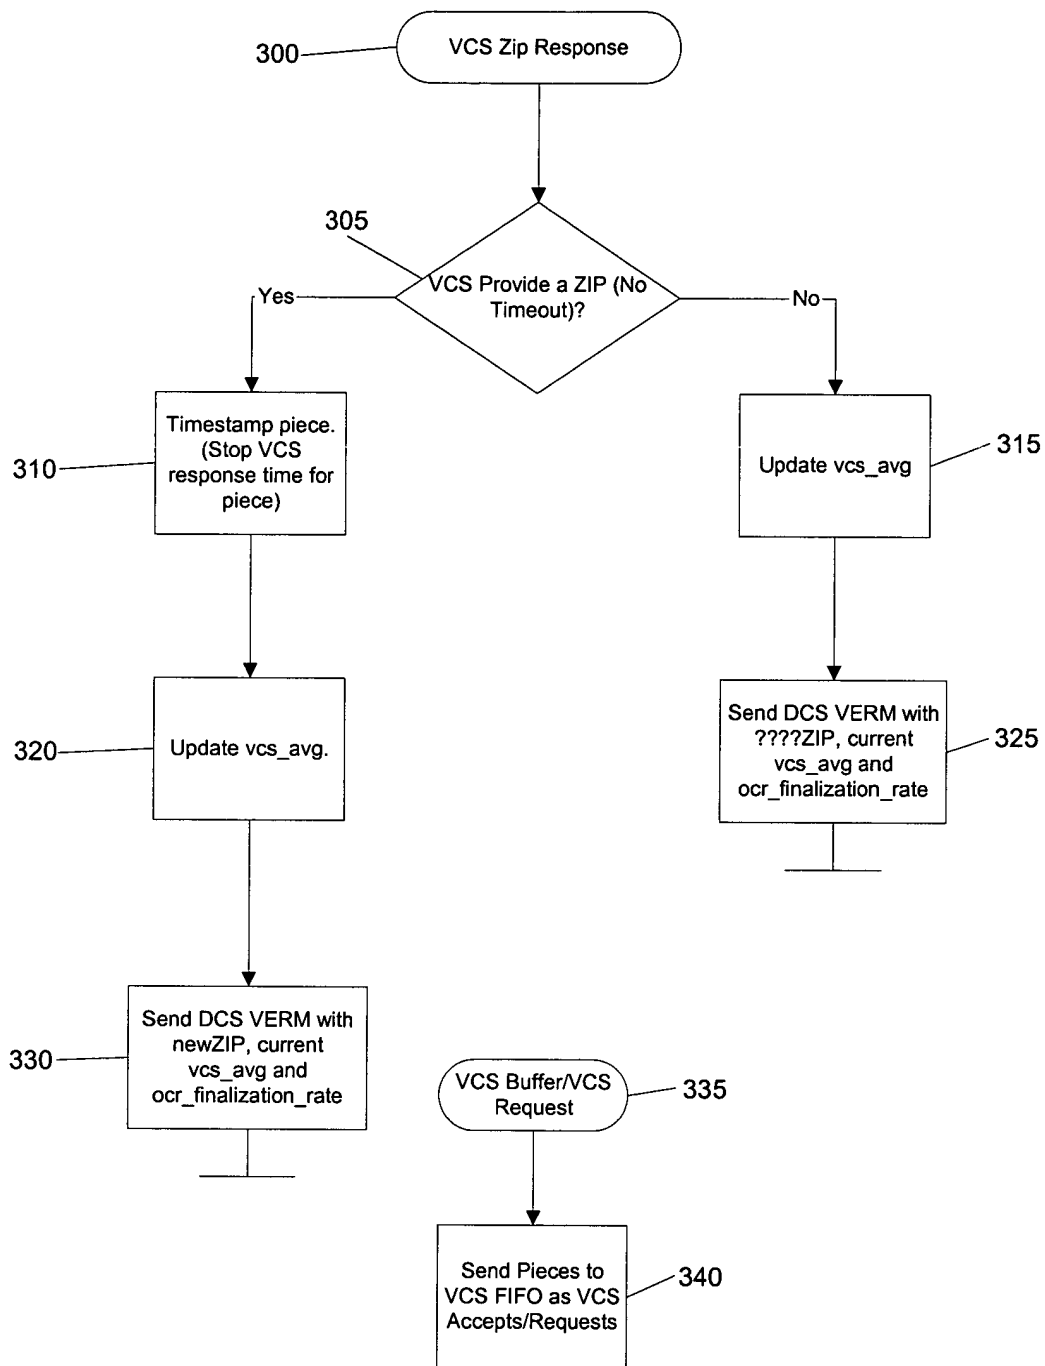 VCS Zip Response
300
305
VCS Provide a ZIP (No
Timeout)?
Yes
No
Timestamp piece.
(Stop VCS
response time for
piece)
310
Update vcs_avg
315
Update vcs_avg.
320
Send DCS VERM with
????ZIP, current
vcs_avg and
ocr_finalization_rate
325
Send DCS VERM with
newZIP, current
vcs_avg and
ocr_finalization_rate
330
VCS Buffer/VCS
Request
335
Send Pieces to
VCS FIFO as VCS
Accepts/Requests
340